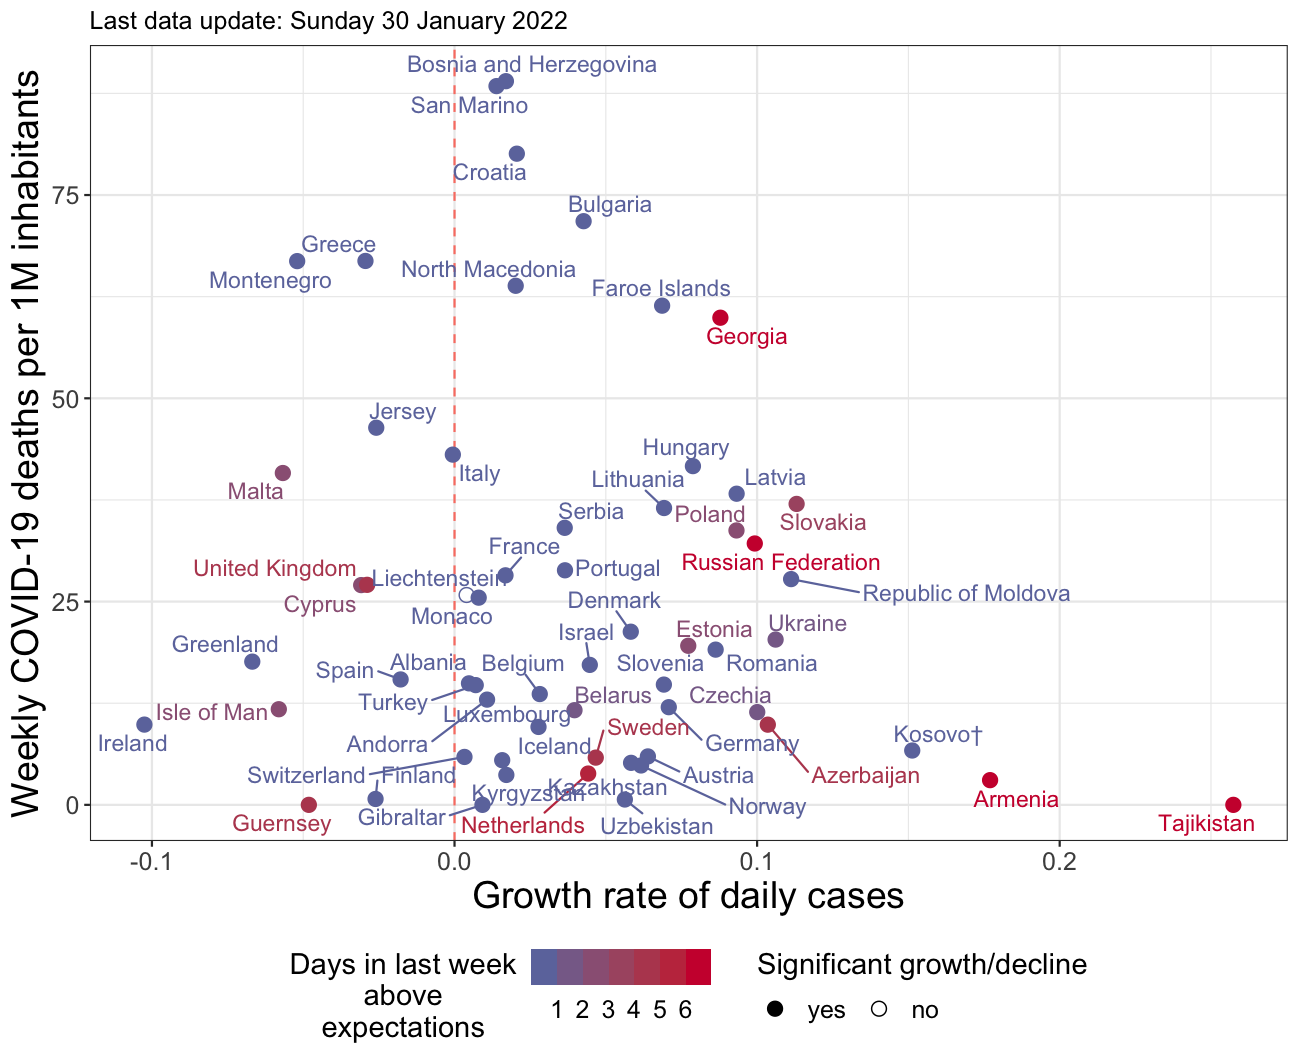 Last data update: Sunday 30 January 2022
Weekly COVID-19 deaths per 1M inhabitants
75
50
25
0
Bosnia and Herzegovina
San Marino
Croatia
Bulgaria
Greece
Montenegro
North Macedonia
Faroe Islands
Georgia
Jersey
Italy
Malta
Hungary
Lithuania
Latvia
Poland
Slovakia
Serbia
Russian Federation
France
United Kingdom
Liechtenstein
Portugal
Cyprus
Monaco
Denmark
Republic of Moldova
Greenland
Israel
Estonia
Ukraine
Spain
Albania
Belgium
Slovenia
Romania
Turkey
Belarus
Czechia
Isle of Man
Luxembourg
Sweden
Ireland
Andorra
Iceland
Germany
Kosovo†
Switzerland
Finland
Austria
Azerbaijan
Kyrgyzstan
Kazakhstan
Norway
Armenia
Guernsey
Gibraltar
Netherlands
Uzbekistan
Tajikistan
-0.1
0.0
0.1
0.2
Growth rate of daily cases
Days in last week
above
expectations
1 2 3 4 5 6
Significant growth/decline
yes
no